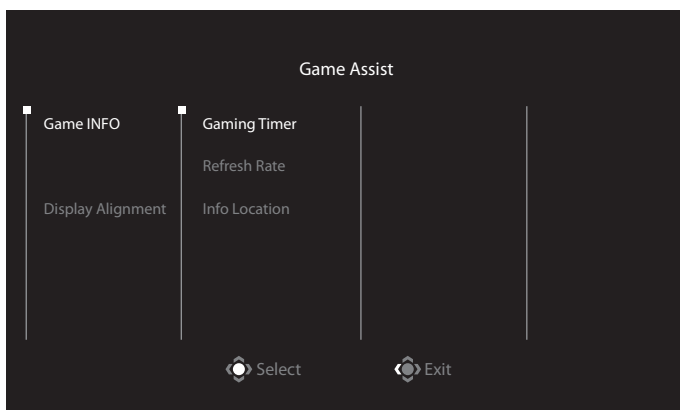 Game Assist
Game INFO
Gaming Timer
Refresh Rate
Display Alignment
Info Location
Select
Exit